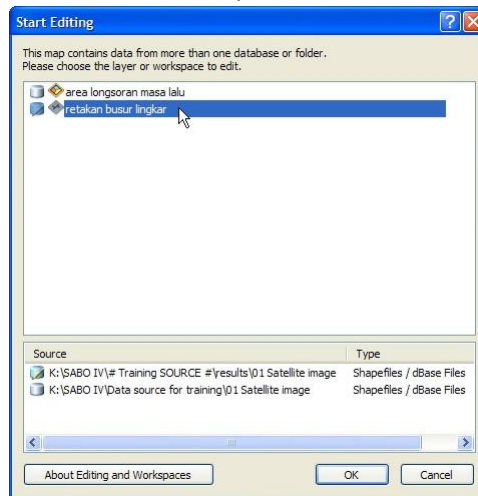 Start Editing
This map contains data from more than one database or folder.
Please choose the layer or workspace to edit.
area longsoran masa lalu
retakan busur lingkar
Source Type
K:\SABO IV\# Training SOURCE #\results\01 Satellite image Shapefiles / dBase Files
K:\SABO IV\Data source for training\01 Satellite image Shapefiles / dBase Files
About Editing and Workspaces OK Cancel